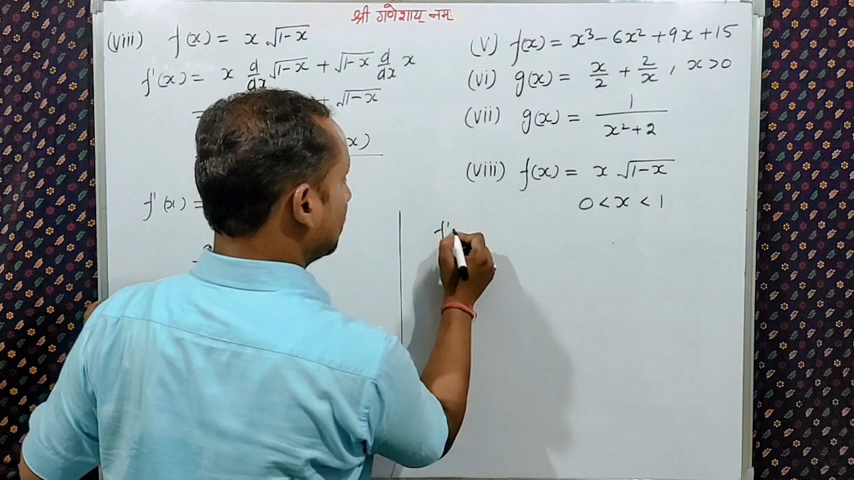 श्री गणेशाय नमः
(viii) f(x) = x √(1-x)
f'(x) = x d/dx √(1-x) + √(1-x) d/dx x
+ √(1-x)
x)
f'(x) =
(V) f(x) = x³ - 6x² + 9x + 15
(vi) g(x) = x/2 + 2/x , x>0
(vii) g(x) = 1/(x²+2)
(viii) f(x) = x √(1-x)
0 < x < 1
f'